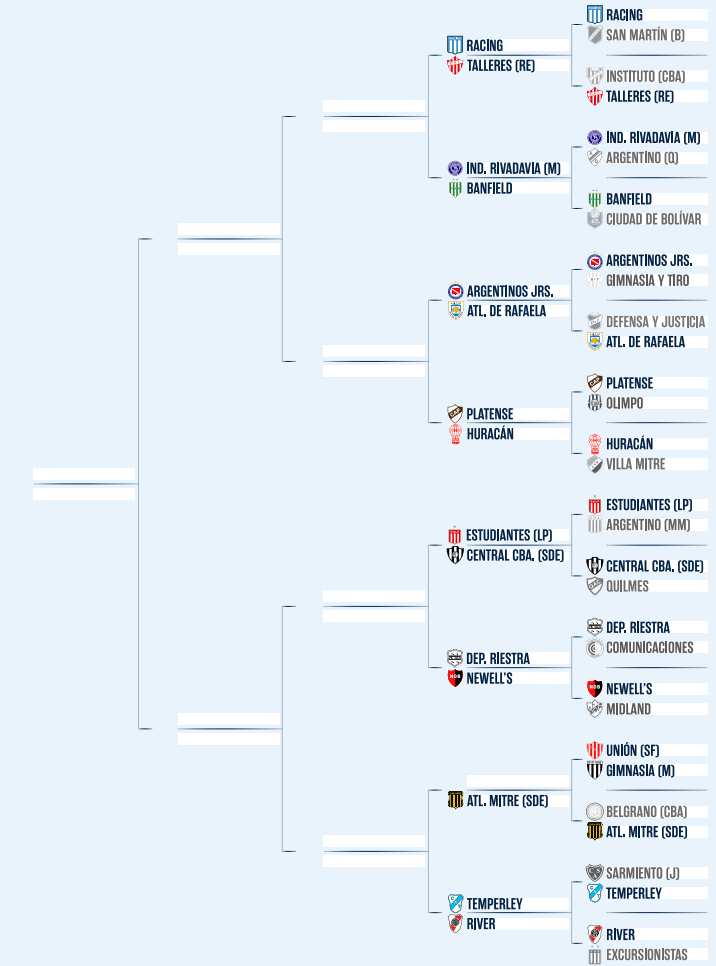 RACING
TALLERES (RE)
IND. RIVADAVIA (M)
BANFIELD
ARGENTINOS JRS.
ATL. DE RAFAELA
PLATENSE
HURACÁN
ESTUDIANTES (LP)
CENTRAL CBA. (SDE)
DEP. RIESTRA
NEWELL'S
ATL. MITRE (SDE)
TEMPERLEY
RIVER
RACING
SAN MARTÍN (B)
INSTITUTO (CBA)
TALLERES (RE)
IND. RIVADAVIA (M)
ARGENTINO (Q)
BANFIELD
CIUDAD DE BOLÍVAR
ARGENTINOS JRS.
GIMNASIA Y TIRO
DEFENSA Y JUSTICIA
ATL. DE RAFAELA
PLATENSE
OLIMPO
HURACÁN
VILLA MITRE
ESTUDIANTES (LP)
ARGENTINO (MM)
CENTRAL CBA. (SDE)
QUILMES
DEP. RIESTRA
COMUNICACIONES
NEWELL'S
MIDLAND
UNIÓN (SF)
GIMNASIA (M)
BELGRANO (CBA)
ATL. MITRE (SDE)
SARMIENTO (J)
TEMPERLEY
RIVER
EXCURSIONISTAS